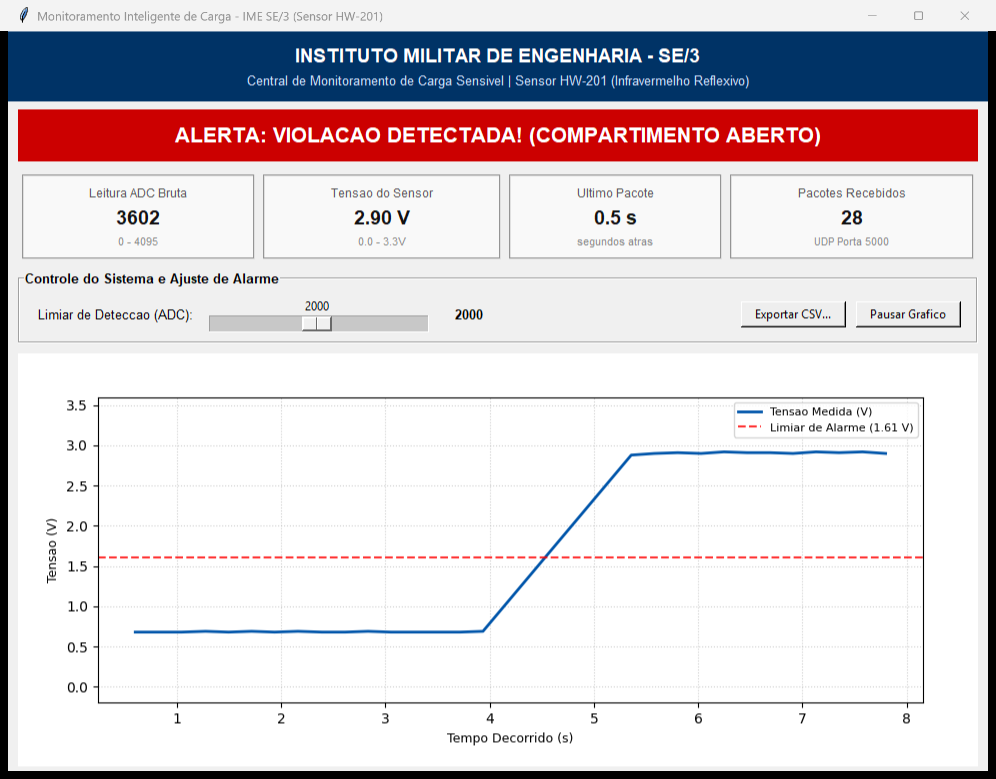 Monitoramento Inteligente de Carga - IME SE/3 (Sensor HW-201)
INSTITUTO MILITAR DE ENGENHARIA - SE/3
Central de Monitoramento de Carga Sensivel | Sensor HW-201 (Infravermelho Reflexivo)
ALERTA: VIOLACAO DETECTADA! (COMPARTIMENTO ABERTO)
Leitura ADC Bruta
3602
0 - 4095
Tensao do Sensor
2.90 V
0.0 - 3.3V
Ultimo Pacote
0.5 s
segundos atras
Pacotes Recebidos
28
UDP Porta 5000
Controle do Sistema e Ajuste de Alarme
Limiar de Deteccao (ADC):
2000
2000
Exportar CSV...
Pausar Grafico
Tensao Medida (V)
Limiar de Alarme (1.61 V)
Tensao (V)
3.5
3.0
2.5
2.0
1.5
1.0
0.5
0.0
1 2 3 4 5 6 7 8
Tempo Decorrido (s)